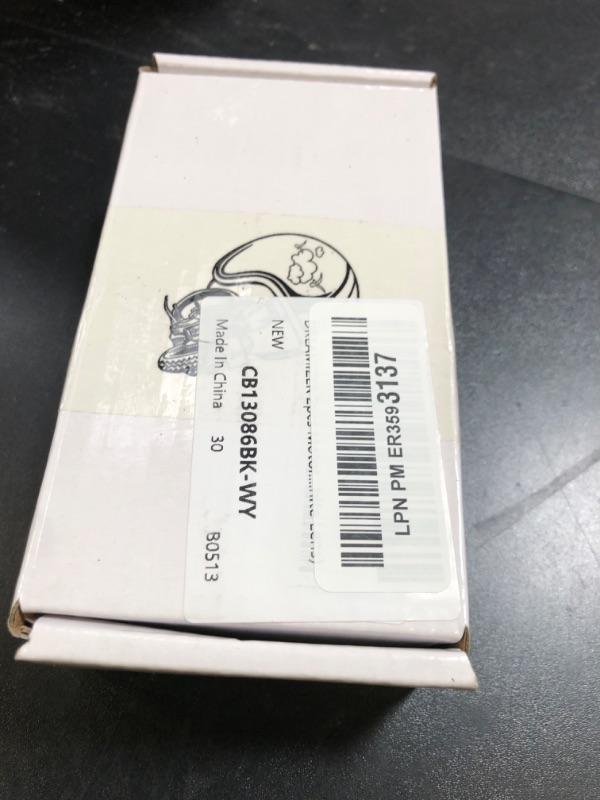 LPN PM ER3593137
NEW
CB13086BK-WY
Made In China 30 B0513